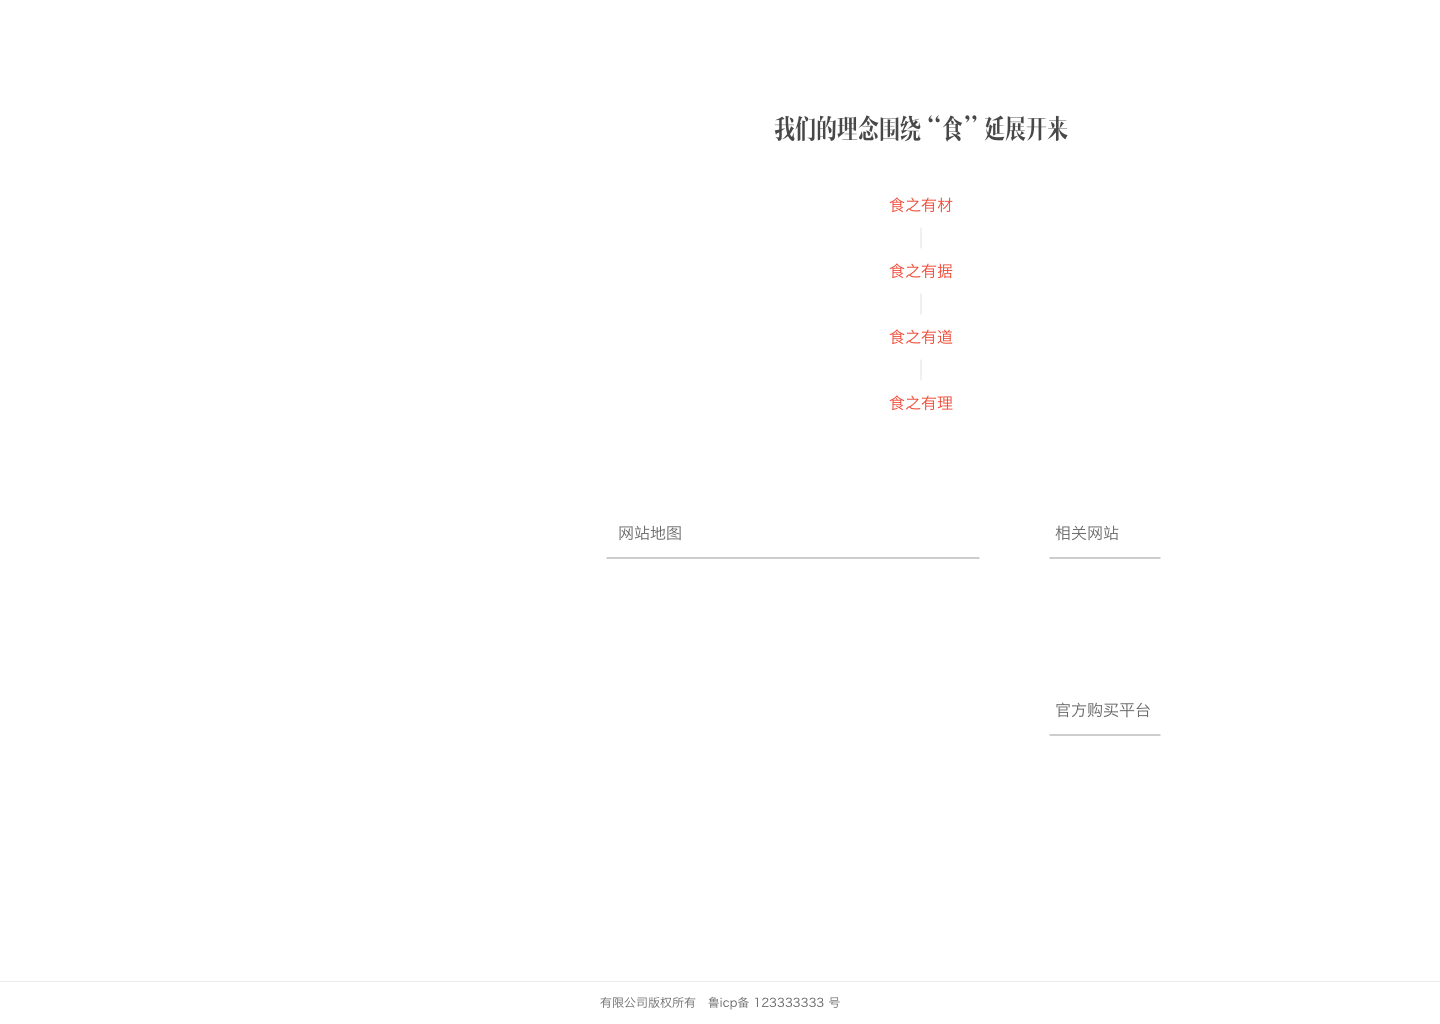 我们的理念围绕“食”延展开来
食之有材
食之有据
食之有道
食之有理
网站地图
相关网站
官方购买平台
有限公司版权所有 鲁icp备 123333333 号